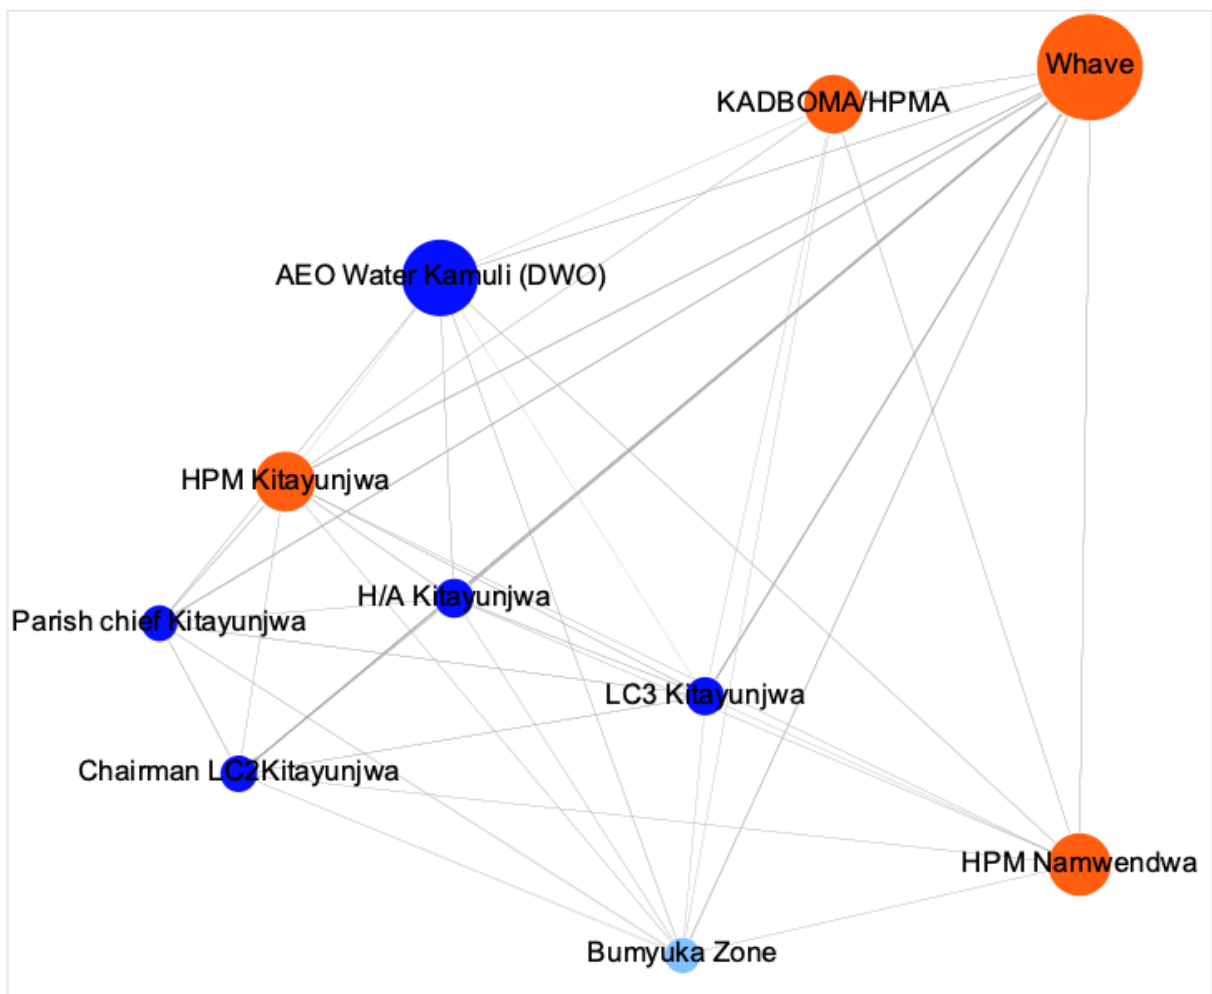 Whave
KADBOMA/HPMA
AEO Water Kamuli (DWO)
HPM Kitayunjwa
H/A Kitayunjwa
Parish chief Kitayunjwa
LC3 Kitayunjwa
Chairman LC2Kitayunjwa
HPM Namwendwa
Bumyuka Zone